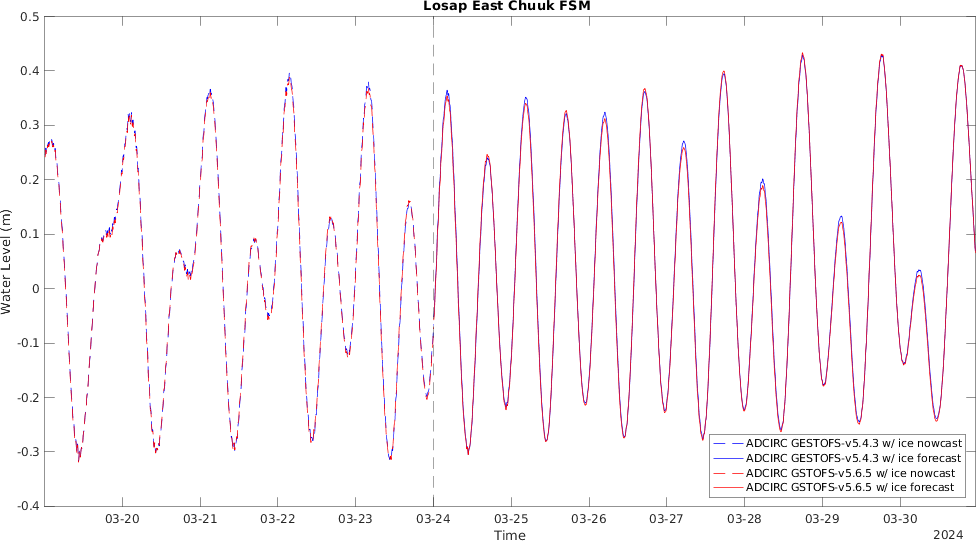 Losap East Chuuk FSM
Water Level (m)
0.5
0.4
0.3
0.2
0.1
0
-0.1
-0.2
-0.3
-0.4
ADCIRC GESTOFS-v5.4.3 w/ ice nowcast
ADCIRC GESTOFS-v5.4.3 w/ ice forecast
ADCIRC GSTOFS-v5.6.5 w/ ice nowcast
ADCIRC GSTOFS-v5.6.5 w/ ice forecast
03-20 03-21 03-22 03-23 03-24 03-25 03-26 03-27 03-28 03-29 03-30
Time
2024